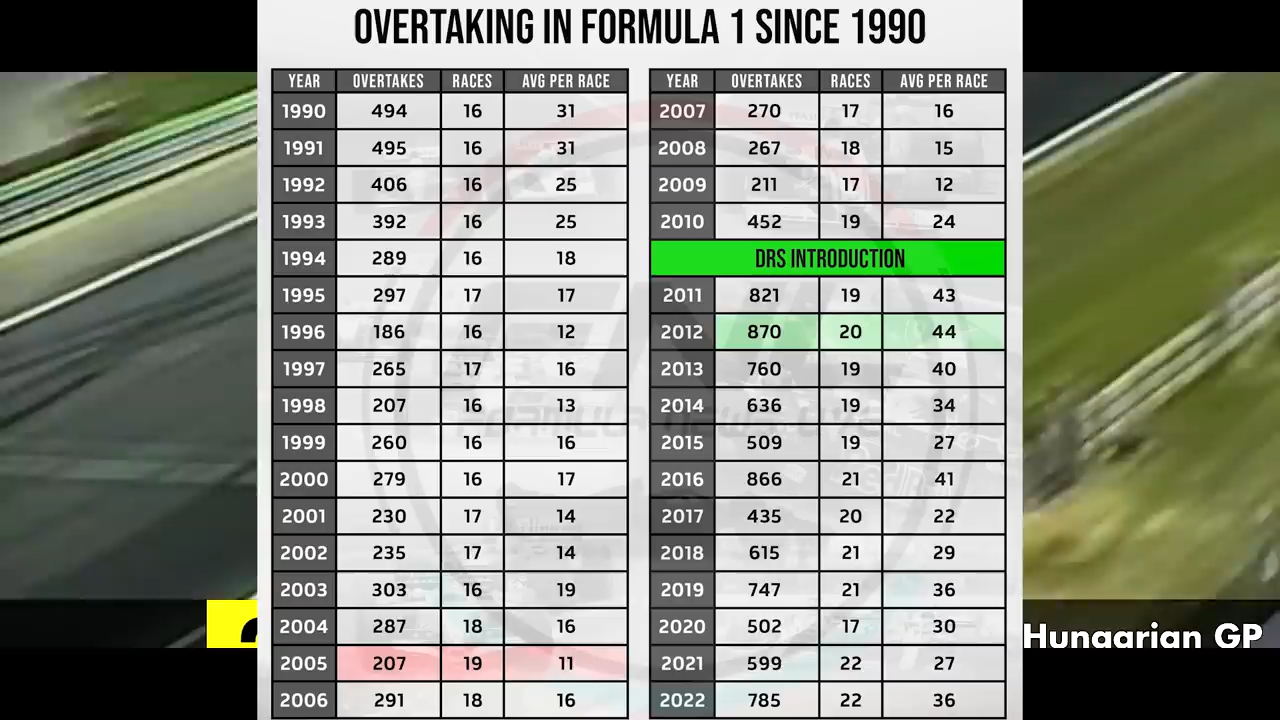 OVERTAKING IN FORMULA 1 SINCE 1990
YEAR OVERTAKES RACES AVG PER RACE
1990 494 16 31
1991 495 16 31
1992 406 16 25
1993 392 16 25
1994 289 16 18
1995 297 17 17
1996 186 16 12
1997 265 17 16
1998 207 16 13
1999 260 16 16
2000 279 16 17
2001 230 17 14
2002 235 17 14
2003 303 16 19
2004 287 18 16
2005 207 19 11
2006 291 18 16
YEAR OVERTAKES RACES AVG PER RACE
2007 270 17 16
2008 267 18 15
2009 211 17 12
2010 452 19 24
DRS INTRODUCTION
2011 821 19 43
2012 870 20 44
2013 760 19 40
2014 636 19 34
2015 509 19 27
2016 866 21 41
2017 435 20 22
2018 615 21 29
2019 747 21 36
2020 502 17 30
2021 599 22 27
2022 785 22 36
FORMULA NEWS LIVE
Hungarian GP